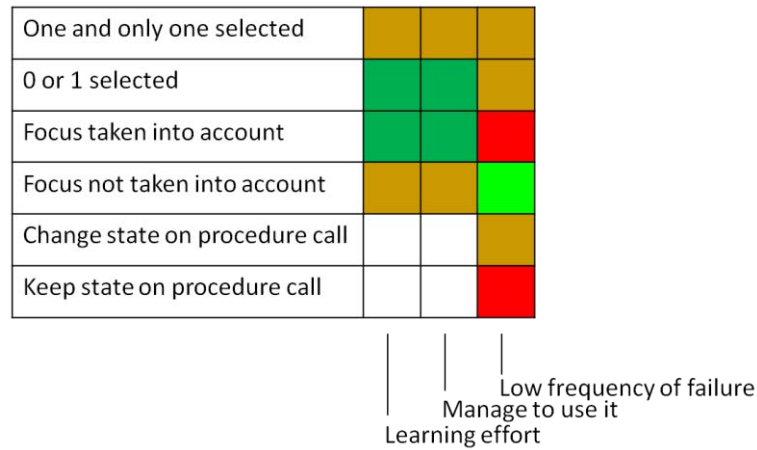 One and only one selected
0 or 1 selected
Focus taken into account
Focus not taken into account
Change state on procedure call
Keep state on procedure call
Low frequency of failure
Manage to use it
Learning effort